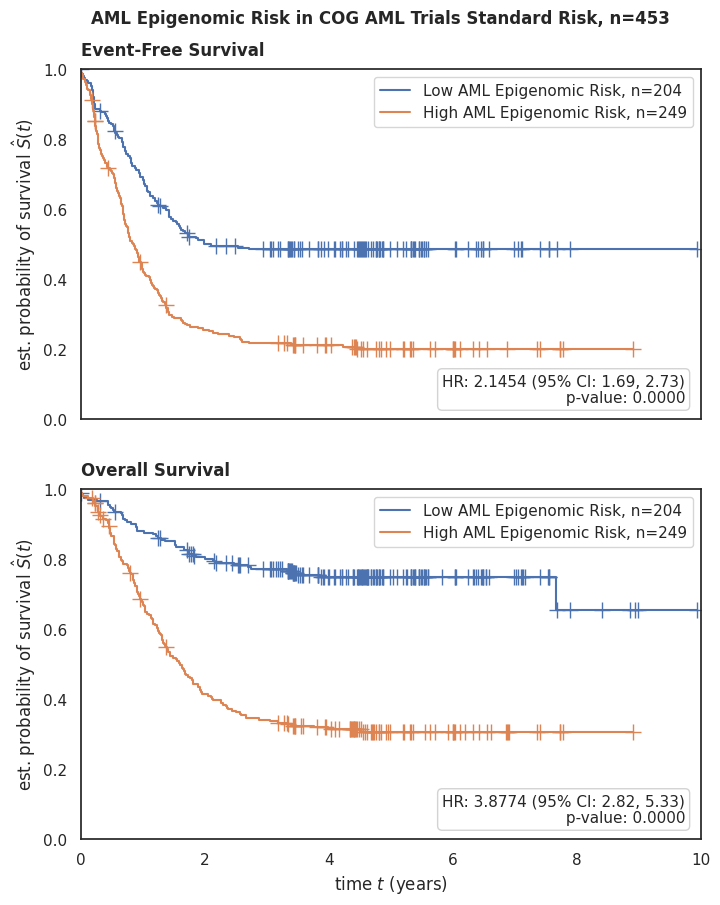 AML Epigenomic Risk in COG AML Trials Standard Risk, n=453
Event-Free Survival
1.0
0.8
0.6
0.4
0.2
0.0
est. probability of survival Ŝ(t)
Low AML Epigenomic Risk, n=204
High AML Epigenomic Risk, n=249
HR: 2.1454 (95% CI: 1.69, 2.73)
p-value: 0.0000
Overall Survival
1.0
0.8
0.6
0.4
0.2
0.0
est. probability of survival Ŝ(t)
Low AML Epigenomic Risk, n=204
High AML Epigenomic Risk, n=249
HR: 3.8774 (95% CI: 2.82, 5.33)
p-value: 0.0000
0 2 4 6 8 10
time t (years)